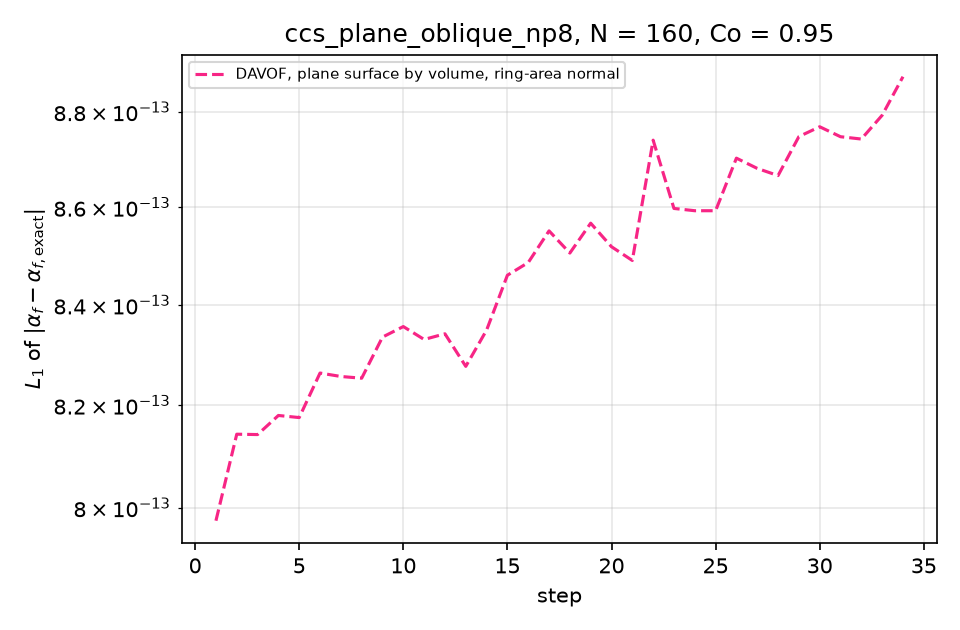 ccs_plane_oblique_np8, N = 160, Co = 0.95
DAVOF, plane surface by volume, ring-area normal
L₁ of |α_f − α_{f, exact}|
8.8 × 10⁻¹³
8.6 × 10⁻¹³
8.4 × 10⁻¹³
8.2 × 10⁻¹³
8 × 10⁻¹³
0 5 10 15 20 25 30 35
step